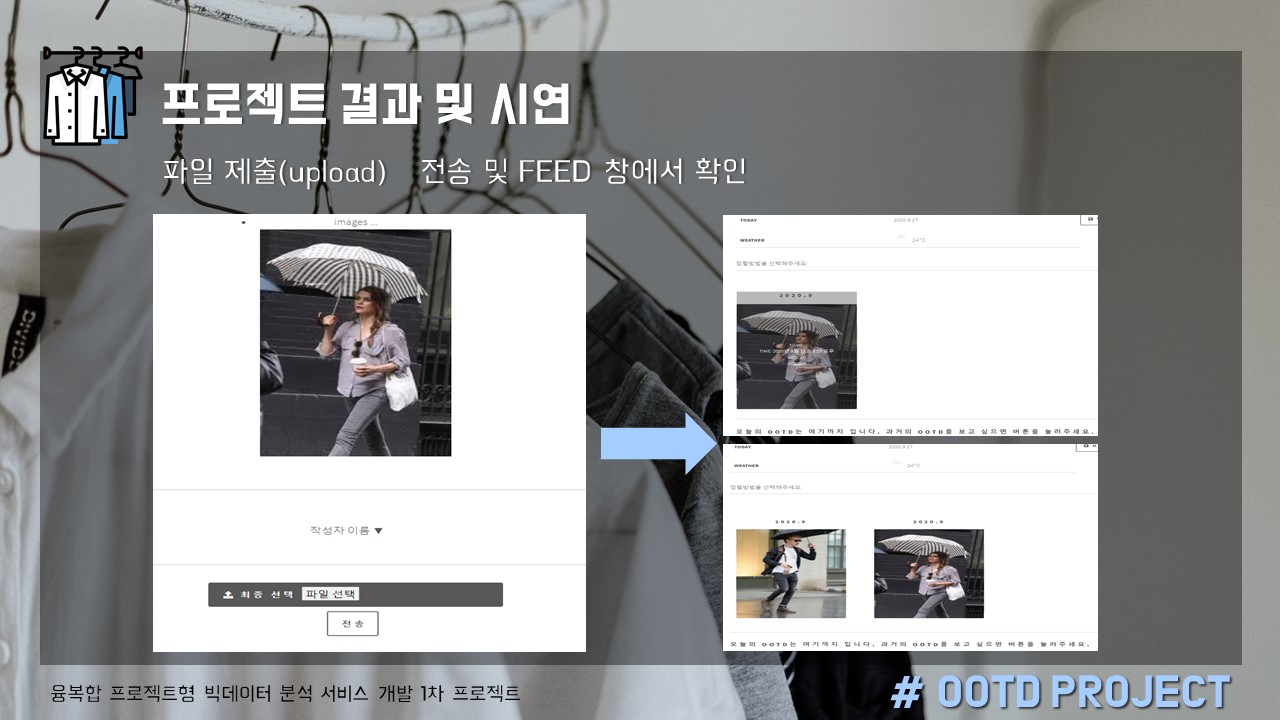 프로젝트 결과 및 시연
파일 제출(upload) 전송 및 FEED 창에서 확인
images ...
작성자 이름 ▼
최종 선택 파일 선택
전송
TODAY 2020.9.17
WEATHER 24°C
정렬방법을 선택해주세요.
2020.9
오늘의 OOTD는 여기까지 입니다. 과거의 OOTD를 보고 싶으면 버튼을 눌러주세요.
TODAY 2020.9.17
WEATHER 24°C
정렬방법을 선택해주세요.
2020.9 2020.9
오늘의 OOTD는 여기까지 입니다. 과거의 OOTD를 보고 싶으면 버튼을 눌러주세요.
융복합 프로젝트형 빅데이터 분석 서비스 개발 1차 프로젝트
# OOTD PROJECT